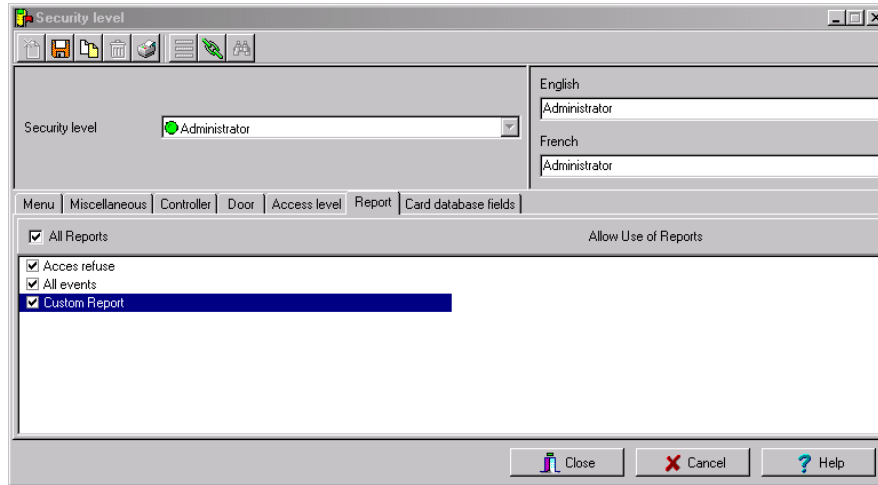 Security level
English
Administrator
Security level
Administrator
French
Administrator
Menu
Miscellaneous
Controller
Door
Access level
Report
Card database fields
All Reports
Allow Use of Reports
Acces refuse
All events
Custom Report
Close
Cancel
? Help